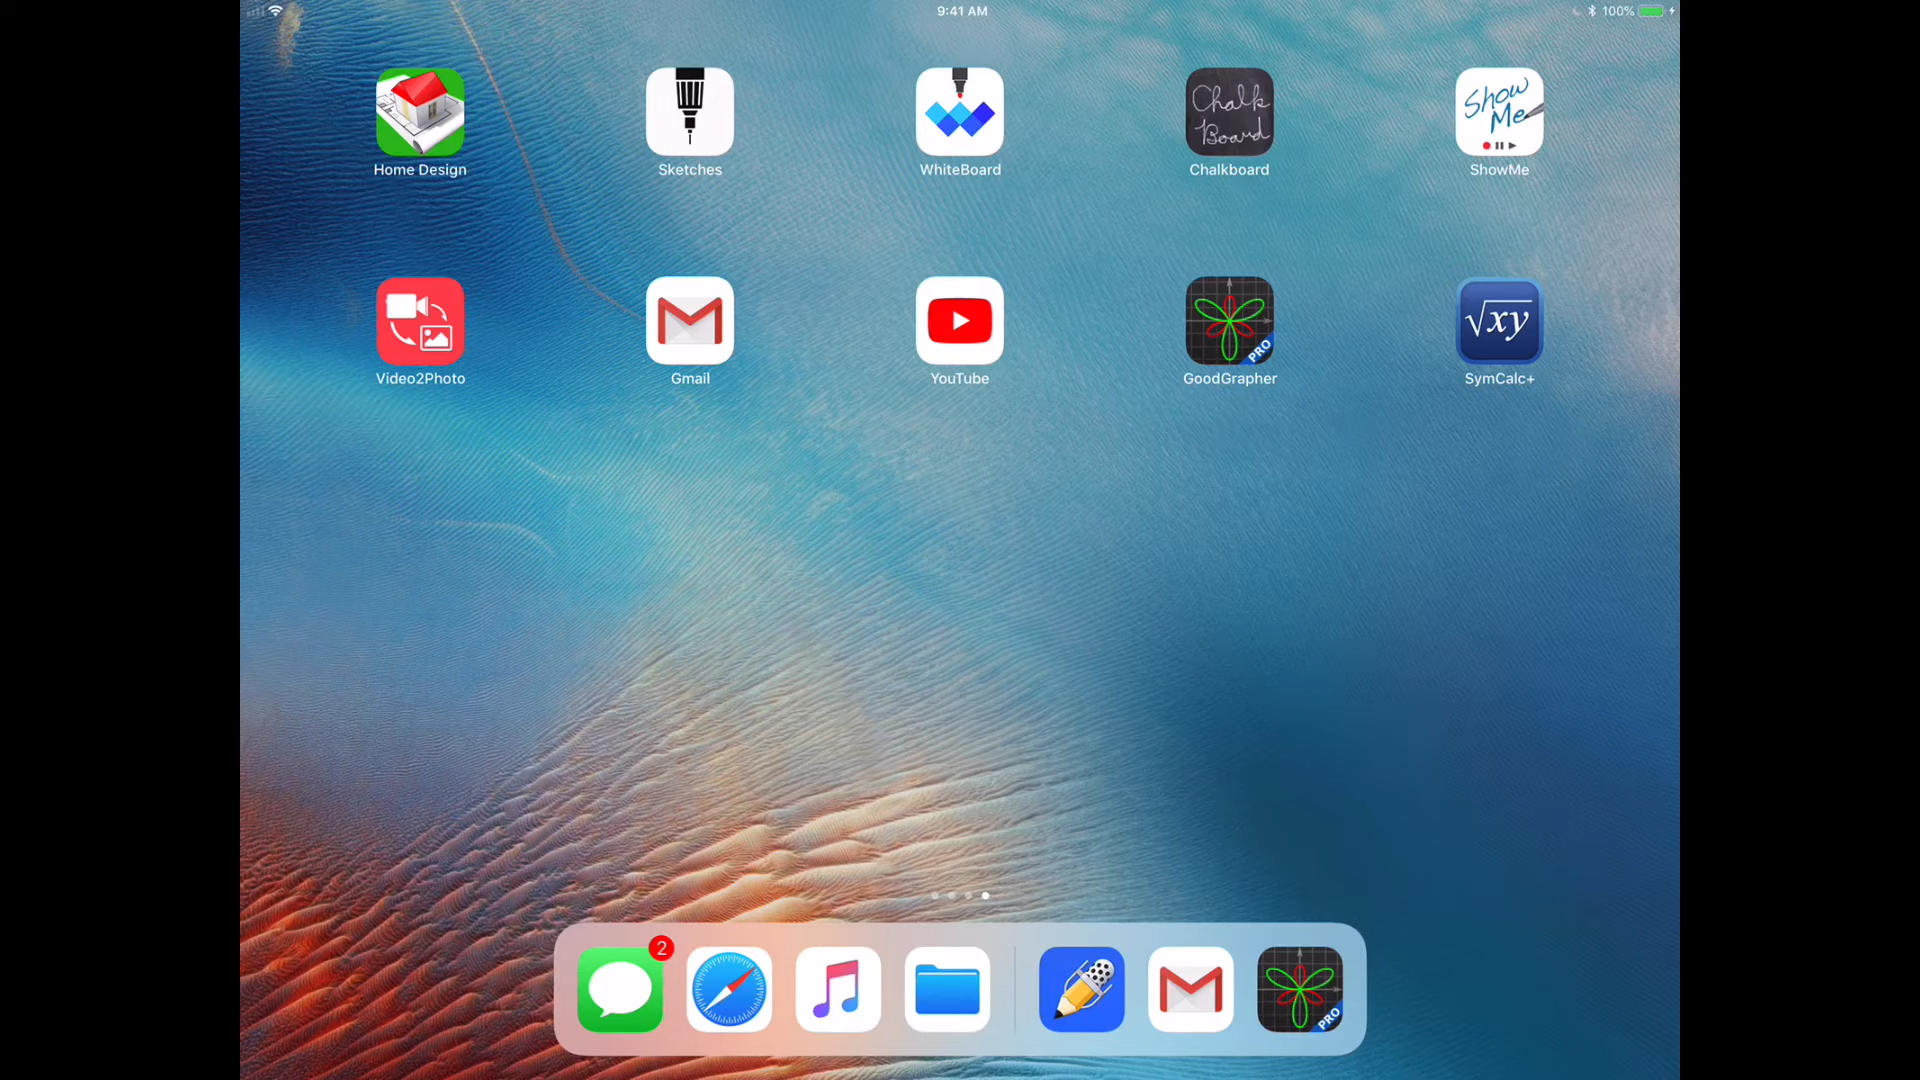 9:41 AM
100%
Chalk
Board
Show
Me
Home Design
Sketches
WhiteBoard
Chalkboard
ShowMe
PRO
√xy
Video2Photo
Gmail
YouTube
GoodGrapher
SymCalc+
2
PRO